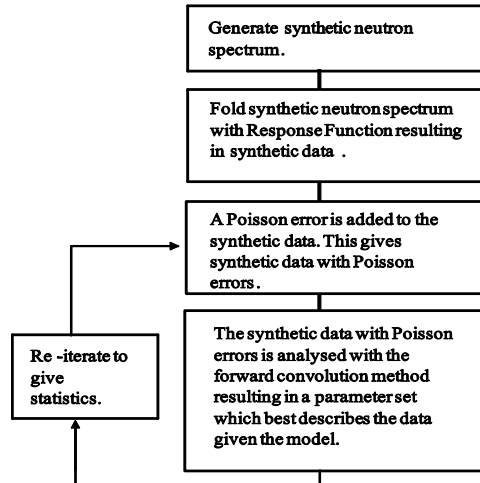 Generate synthetic neutron
spectrum.
Fold synthetic neutron spectrum
with Response Function resulting
in synthetic data .
A Poisson error is added to the
synthetic data. This gives
synthetic data with Poisson
errors .
Re -iterate to
give
statistics.
The synthetic data with Poisson
errors is analysed with the
forward convolution method
resulting in a parameter set
which best describes the data
given the model.